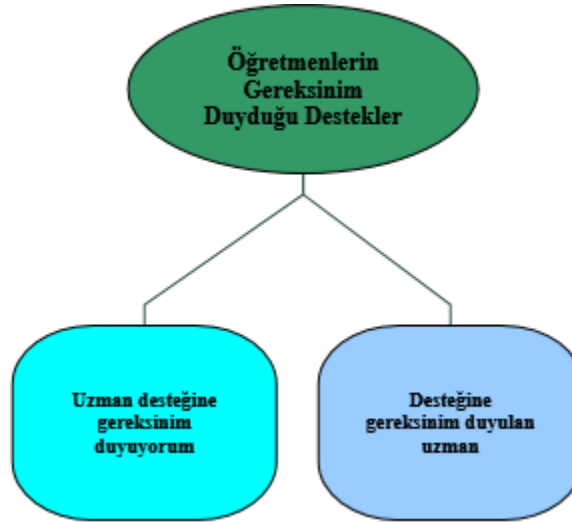 Öğretmenlerin
Gereksinim
Duyduğu Destekler
Uzman desteğine
gereksinim
duyuyorum
Desteğine
gereksinim duyulan
uzman